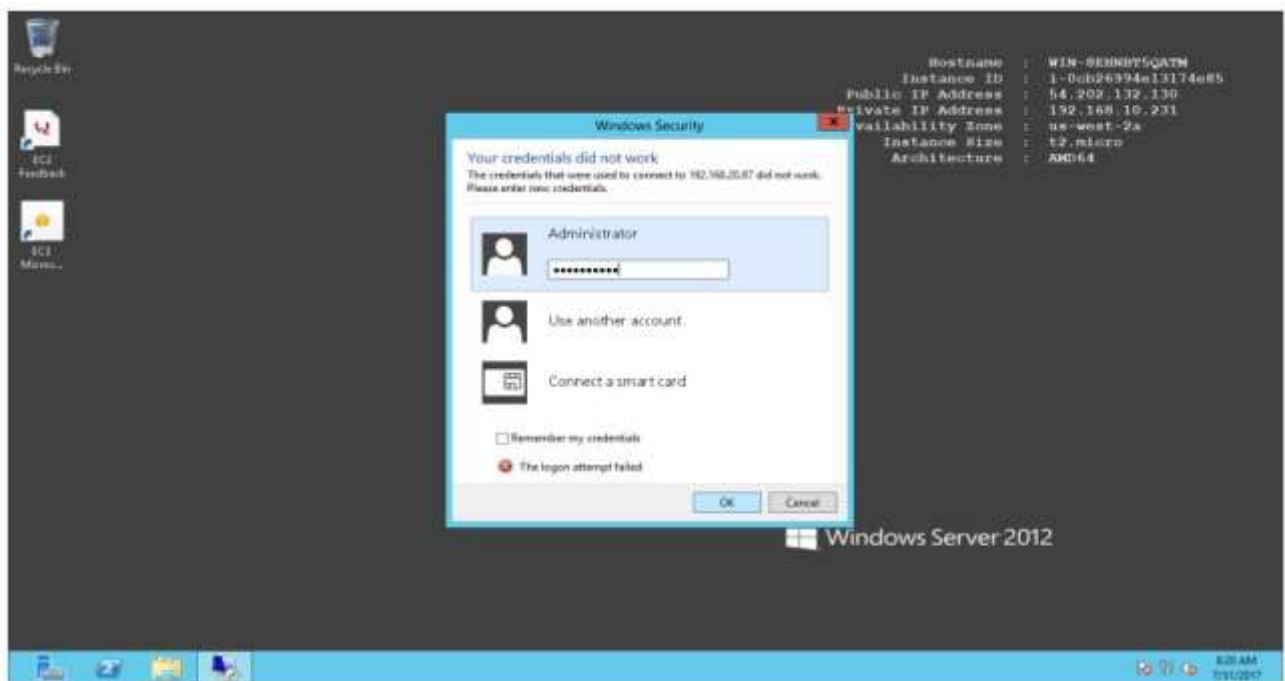 Recycle Bin
EC2
Feedback
EC2
Hostname : WIN-8EHNBT5QATM
Instance ID :
Public IP Address : 54.202.132.130
Private IP Address : 192.168.10.231
Availability Zone : us-west-2a
Instance Size : t2.micro
Architecture : AMD64
Windows Security
Your credentials did not work
The credentials that were used to connect to 192.168.20.87 did not work.
Please enter new credentials.
Administrator
Use another account
Connect a smart card
Remember my credentials
The logon attempt failed
OK
Cancel
Windows Server 2012
7/31/2017